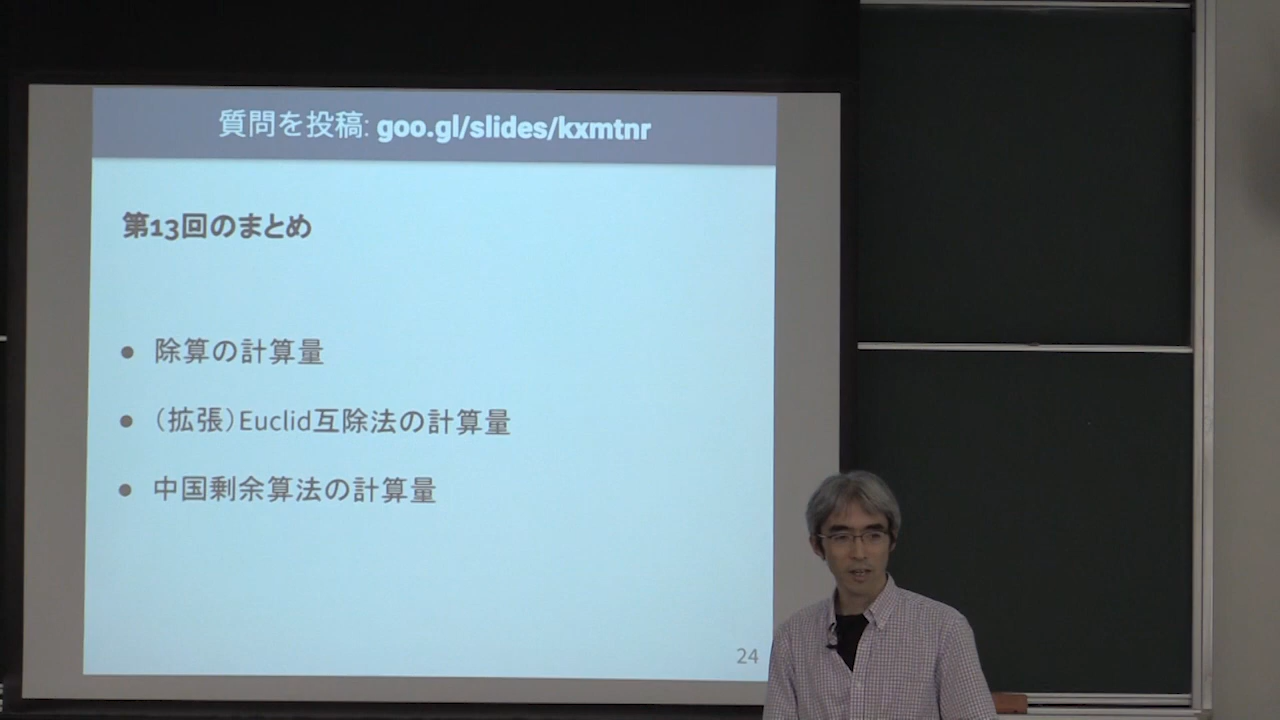 質問を投稿: goo.gl/slides/kxmtnr
第13回のまとめ
● 除算の計算量
● (拡張)Euclid互除法の計算量
● 中国剰余算法の計算量
24